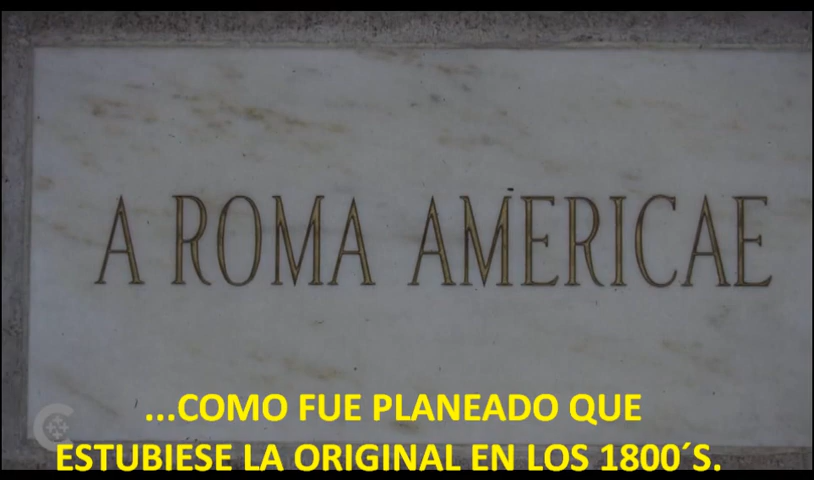 A ROMA AMERICAE
...COMO FUE PLANEADO QUE
ESTUBIESE LA ORIGINAL EN LOS 1800´S.